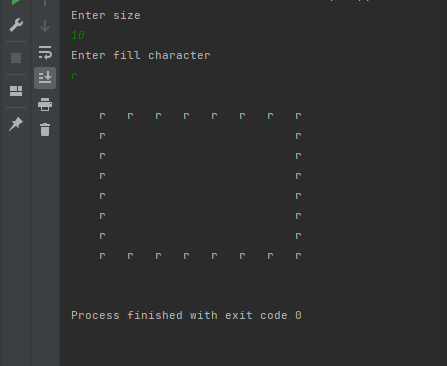 Enter size
10
Enter fill character
r
r r r r r r r r
r r
r r
r r
r r
r r
r r
r r r r r r r r
Process finished with exit code 0